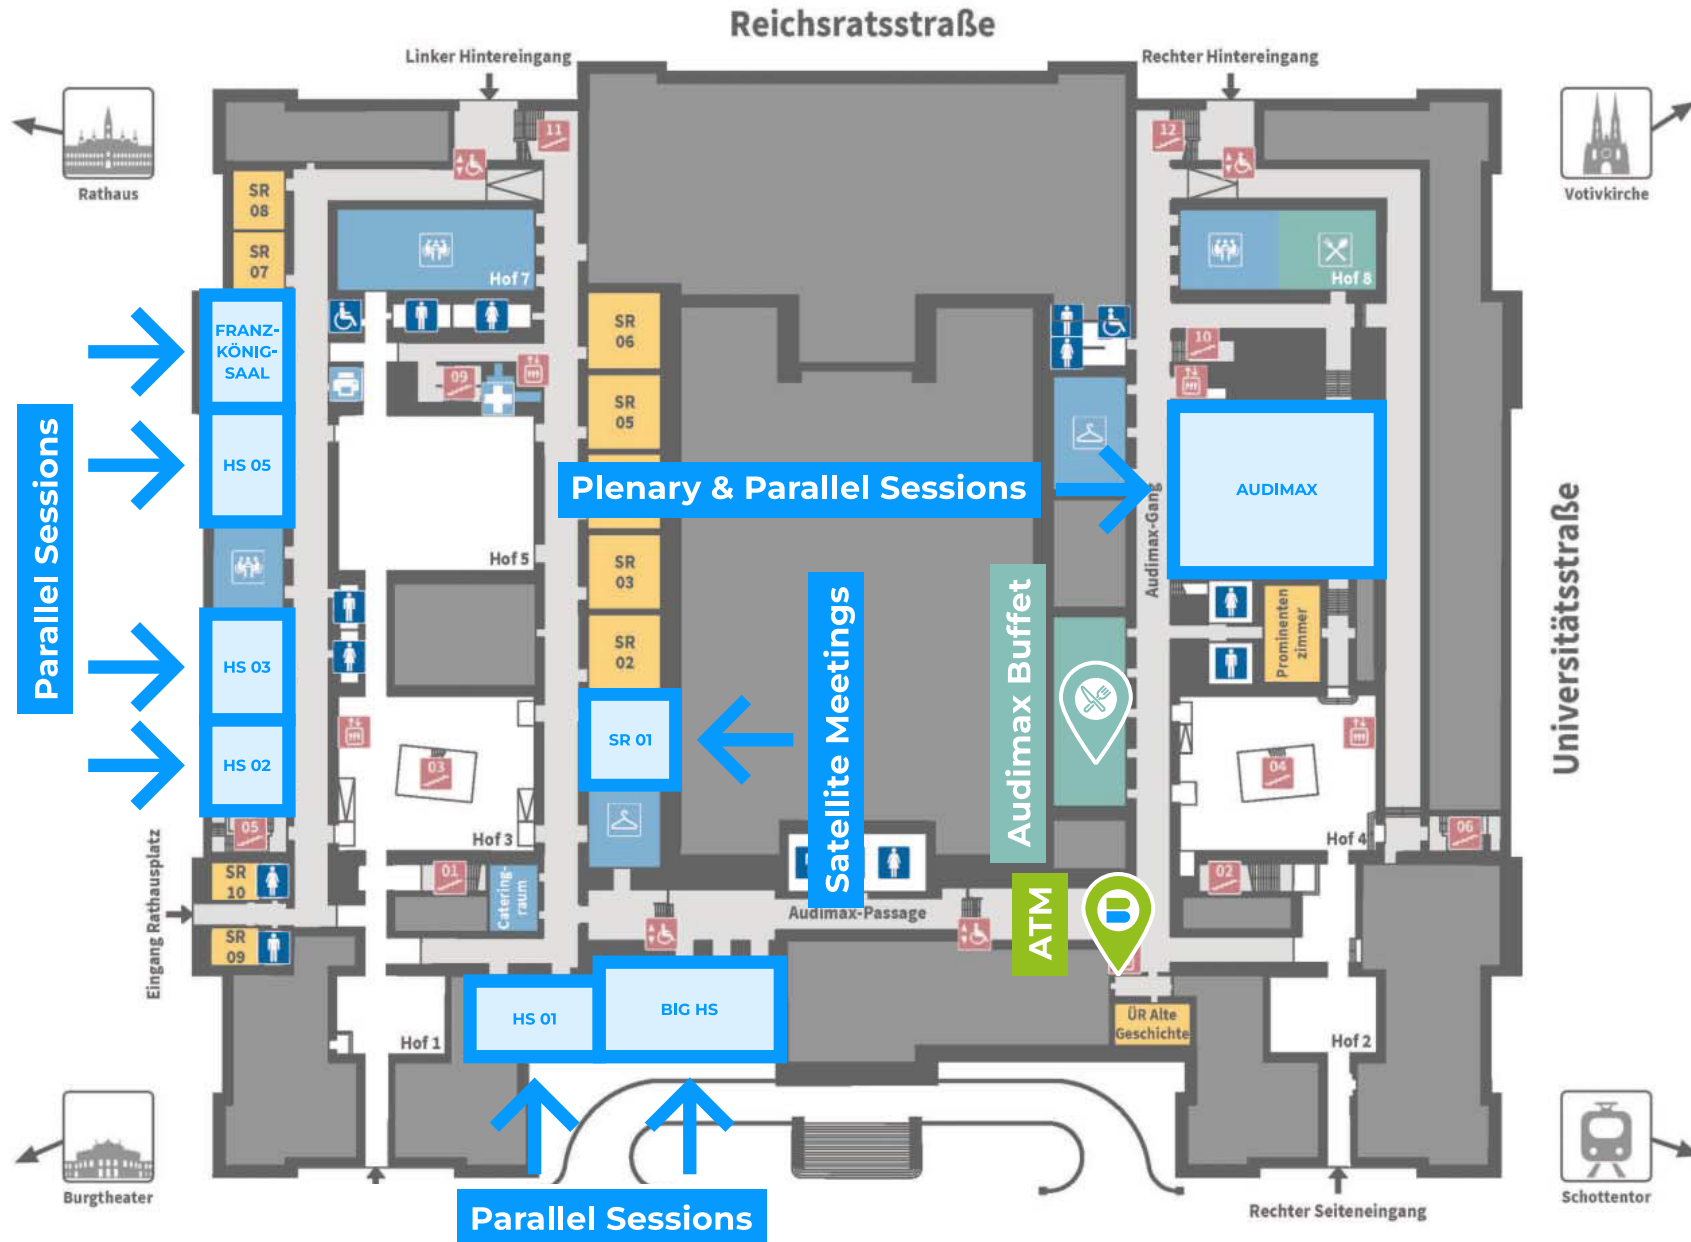 Reichsratsstraße
Linker Hintereingang
Rechter Hintereingang
Rathaus
Votivkirche
11
12
SR
08
SR
07
Hof 7
Hof 8
FRANZ-
KÖNIG-
SAAL
SR
06
10
09
SR
05
HS 05
Parallel Sessions
Plenary & Parallel Sessions
AUDIMAX
Audimax-Gang
Universitätsstraße
Hof 5
SR
03
SR
02
Prominenten
zimmer
HS 03
HS 02
SR 01
Satellite Meetings
Audimax Buffet
03
04
05
Hof 3
Hof 4
06
Eingang Rathausplatz
SR
10
01
Catering-
raum
02
Audimax-Passage
ATM
SR
09
HS 01
BIG HS
ÜR Alte
Geschichte
Hof 1
Hof 2
Burgtheater
Schottentor
Parallel Sessions
Rechter Seiteneingang